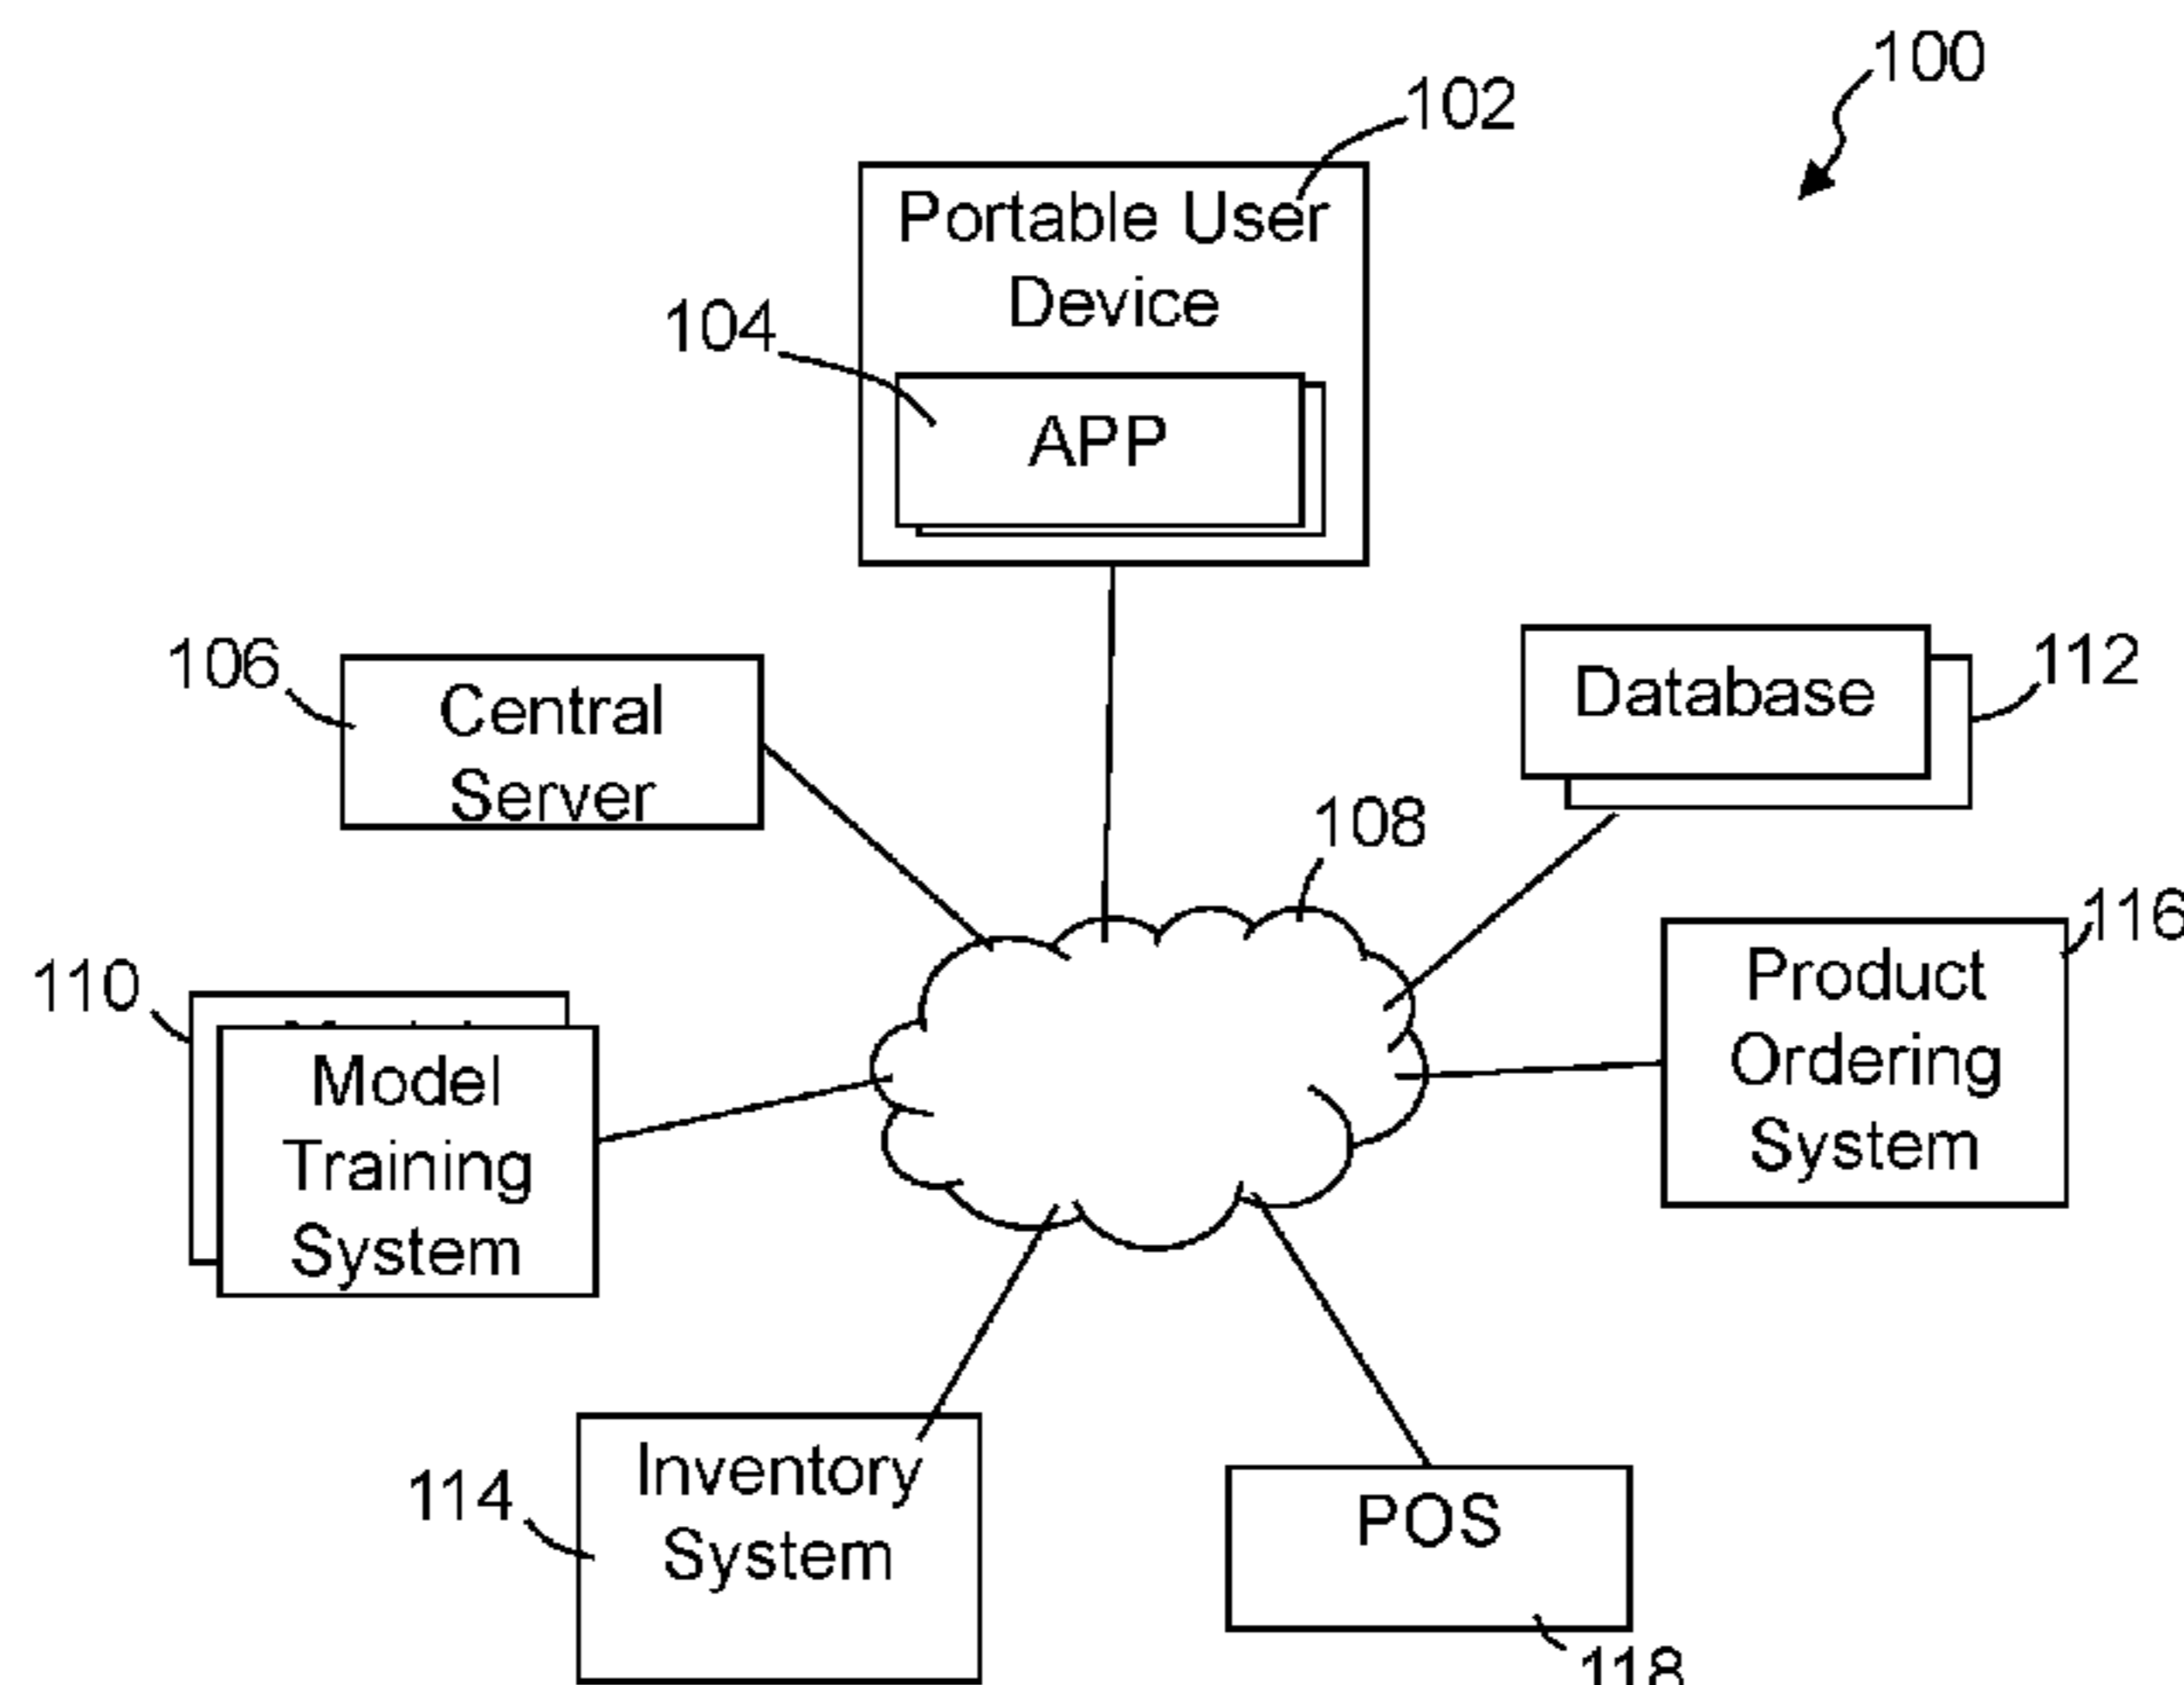 100
102
Portable User
Device
104
APP
106
Central
Server
Database
112
108
116
Product
Ordering
System
110
Model
Training
System
114
Inventory
System
POS
118